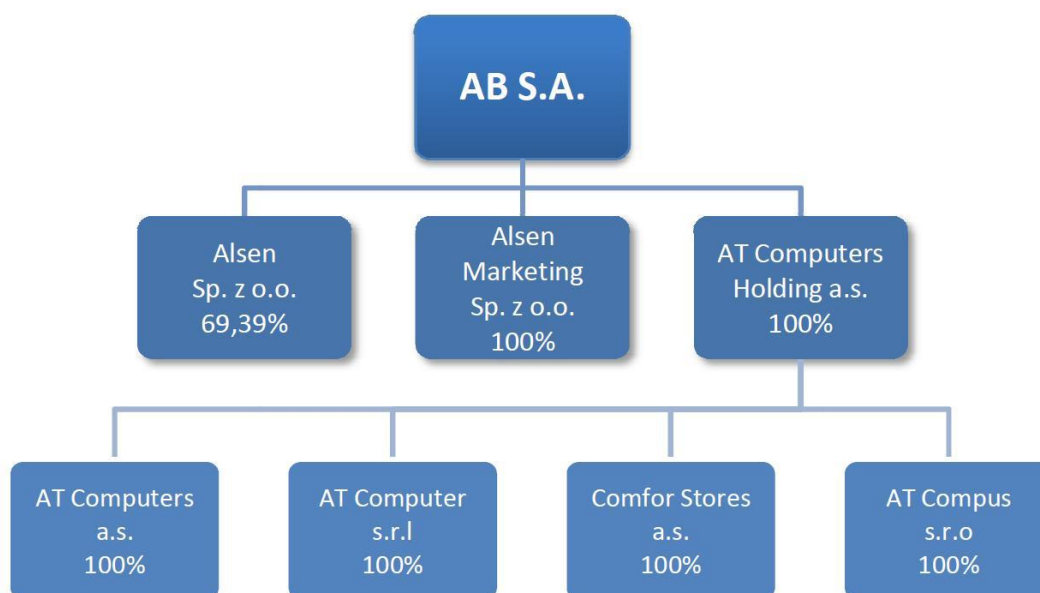 AB S.A.
Alsen
Sp. z o.o.
69,39%
Alsen
Marketing
Sp. z o.o.
100%
AT Computers
Holding a.s.
100%
AT Computers
a.s.
100%
AT Computer
s.r.l
100%
Comfor Stores
a.s.
100%
AT Compus
s.r.o
100%